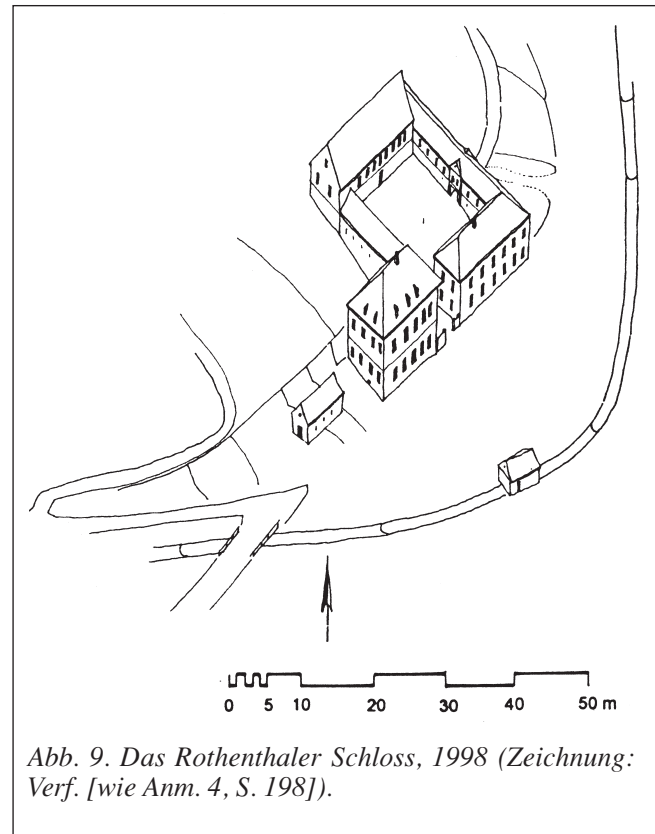 0 5 10 20 30 40 50 m
Abb. 9. Das Rothenthaler Schloss, 1998 (Zeichnung:
Verf. [wie Anm. 4, S. 198]).